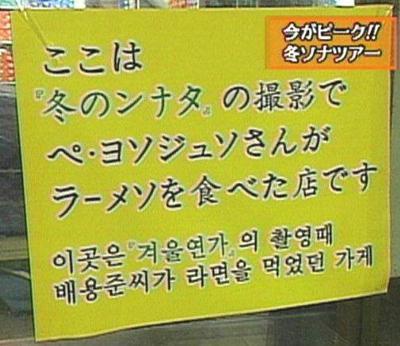 今がピーク!!
冬ソナツアー
ここは
『冬のンナタ』の撮影で
ペ・ヨソジュソさんが
ラーメソを食べた店です
이곳은『겨울연가』의 촬영때
배용준씨가 라면을 먹었던 가게